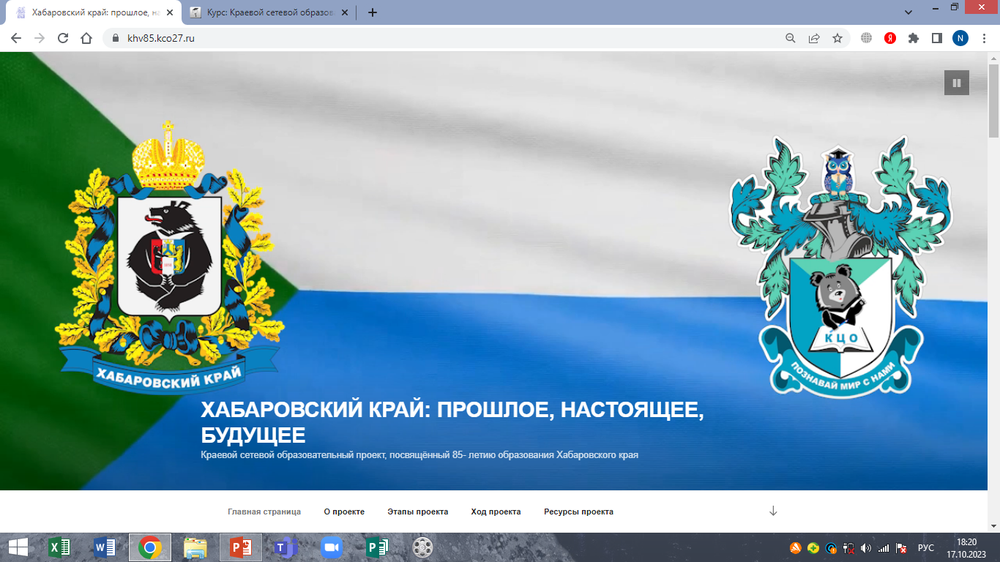 Хабаровский край: прошлое, на
Курс: Краевой сетевой образов
khv85.kco27.ru
Я
N
ХАБАРОВСКИЙ КРАЙ
КЦО
ПОЗНАВАЙ МИР С НАМИ
ХАБАРОВСКИЙ КРАЙ: ПРОШЛОЕ, НАСТОЯЩЕЕ,
БУДУЩЕЕ
Краевой сетевой образовательный проект, посвящённый 85- летию образования Хабаровского края
Главная страница О проекте Этапы проекта Ход проекта Ресурсы проекта
РУС
18:20
17.10.2023